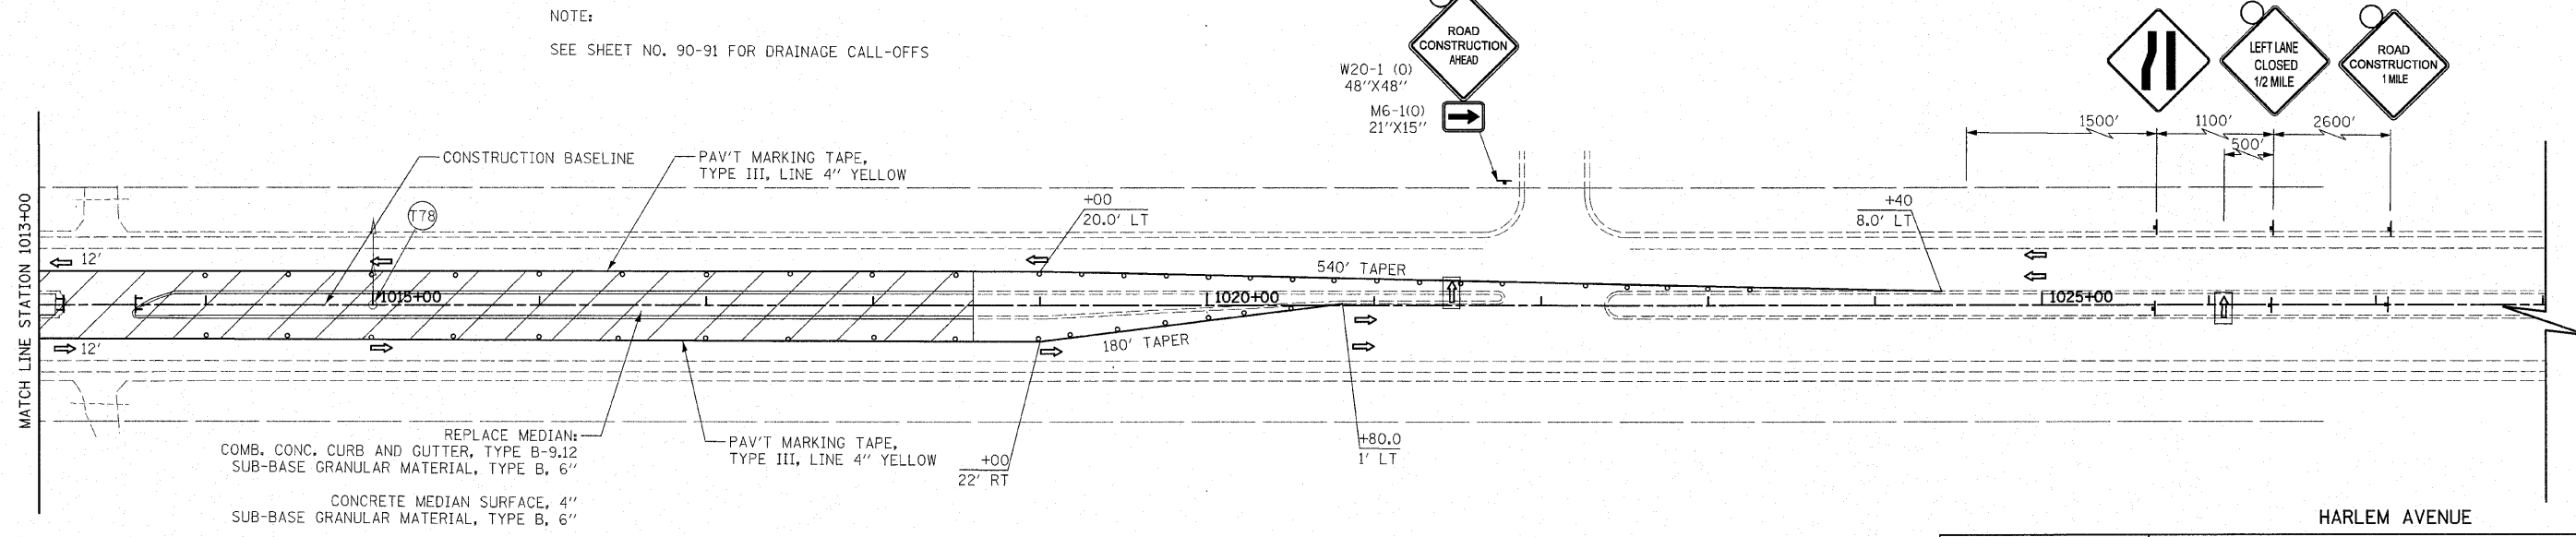 NOTE:
SEE SHEET NO. 90-91 FOR DRAINAGE CALL-OFFS
ROAD
CONSTRUCTION
AHEAD
W20-1 (O)
48"X48"
M6-1(O)
21"X15"
LEFT LANE
CLOSED
1/2 MILE
ROAD
CONSTRUCTION
1 MILE
1500'
1100'
2600'
500'
CONSTRUCTION BASELINE
PAV'T MARKING TAPE,
TYPE III, LINE 4" YELLOW
T78
+00
20.0' LT
+40
8.0' LT
MATCH LINE STATION 1013+00
12'
540' TAPER
1015+00
1020+00
1025+00
12'
180' TAPER
REPLACE MEDIAN:
COMB. CONC. CURB AND GUTTER, TYPE B-9.12
SUB-BASE GRANULAR MATERIAL, TYPE B, 6"
CONCRETE MEDIAN SURFACE, 4"
SUB-BASE GRANULAR MATERIAL, TYPE B, 6"
PAV'T MARKING TAPE,
TYPE III, LINE 4" YELLOW
+00
22' RT
+80.0
1' LT
HARLEM AVENUE